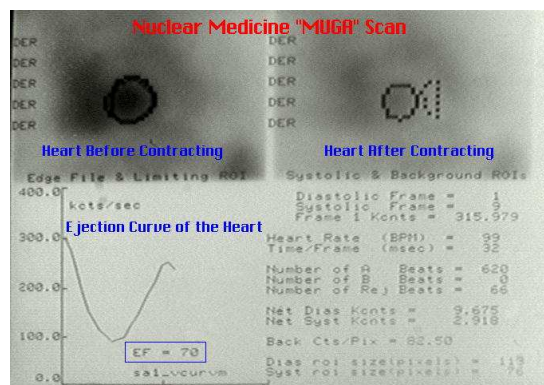 Nuclear Medicine "MUGA" Scan
DER
DER
DER
DER
DER
DER
DER
DER
DER
DER
Heart Before Contracting
Heart After Contracting
Edge File & Limiting ROI
Systolic & Background ROIs
400.0
kcts/sec
Ejection Curve of the Heart
300.0
200.0
100.0
0.0
EF = 70
sa1_vcurvm
Diastolic Frame = 1
Systolic Frame = 9
Frame 1 Kcnts = 315.979
Heart Rate (BPM) = 99
Time/Frame (msec) = 32
Number of A Beats = 620
Number of B Beats = 0
Number of Rej Beats = 66
Net Dias Kcnts = 9.675
Net Syst Kcnts = 2.918
Back Cts/Pix = 82.50
Dias roi size(pixels) = 113
Syst roi size(pixels) = 76